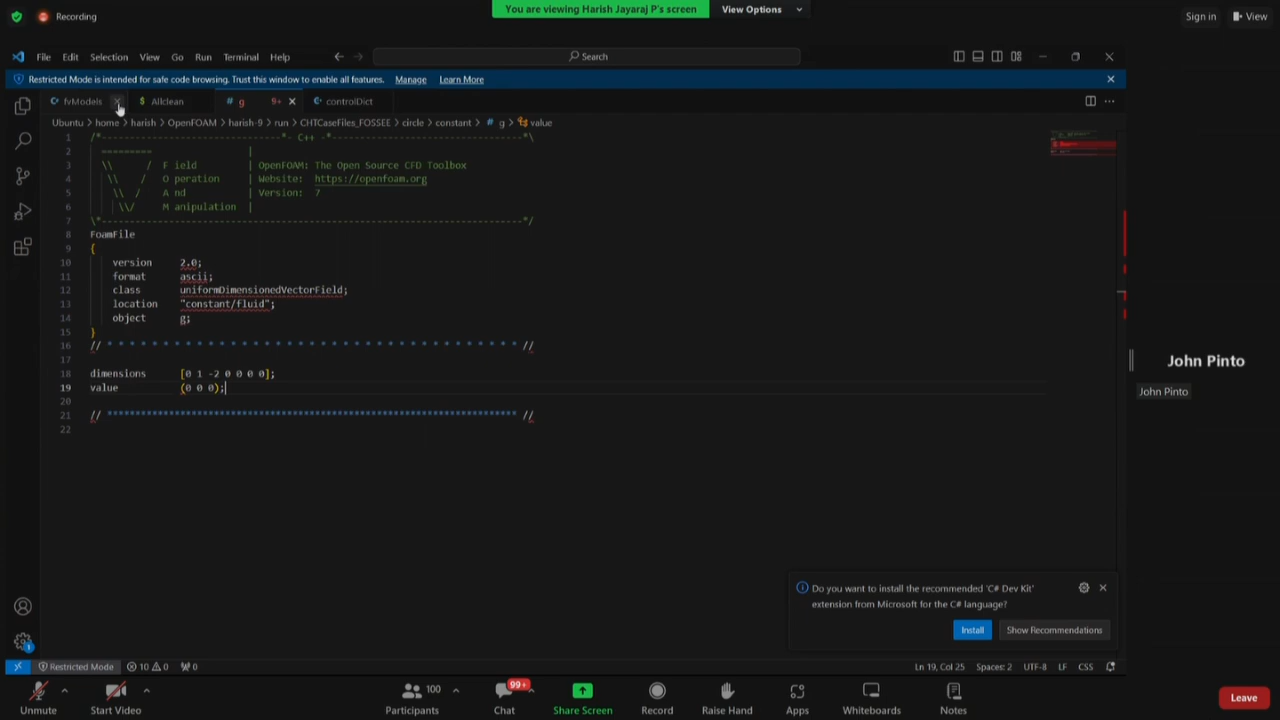 Recording
You are viewing Harish Jayaraj P's screen
View Options
Sign in
View
File Edit Selection View Go Run Terminal Help
Search
Restricted Mode is intended for safe code browsing. Trust this window to enable all features. Manage Learn More
fvModels
$ Allclean
# g 9+
controlDict
Ubuntu > home > harish > OpenFOAM > harish-9 > run > CHTCaseFiles_FOSSEE > circle > constant > # g > value
1 /*--------------------------------*- C++ -*----------------------------------*\
2 ========= |
3 \\ / F ield | OpenFOAM: The Open Source CFD Toolbox
4 \\ / O peration | Website: https://openfoam.org
5 \\ / A nd | Version: 7
6 \\/ M anipulation |
7 \*---------------------------------------------------------------------------*/
8 FoamFile
9 {
10 version 2.0;
11 format ascii;
12 class uniformDimensionedVectorField;
13 location "constant/fluid";
14 object g;
15 }
16 // * * * * * * * * * * * * * * * * * * * * * * * * * * * * * * * * * * * * * //
17
18 dimensions [0 1 -2 0 0 0 0];
19 value (0 0 0);
20
21 // ************************************************************************* //
22
John Pinto
John Pinto
Do you want to install the recommended 'C# Dev Kit'
extension from Microsoft for the C# language?
Install
Show Recommendations
1
Restricted Mode
10 0
0
Ln 19, Col 25 Spaces: 2 UTF-8 LF CSS
100
99+
Unmute
Start Video
Participants
Chat
Share Screen
Record
Raise Hand
Apps
Whiteboards
Notes
Leave